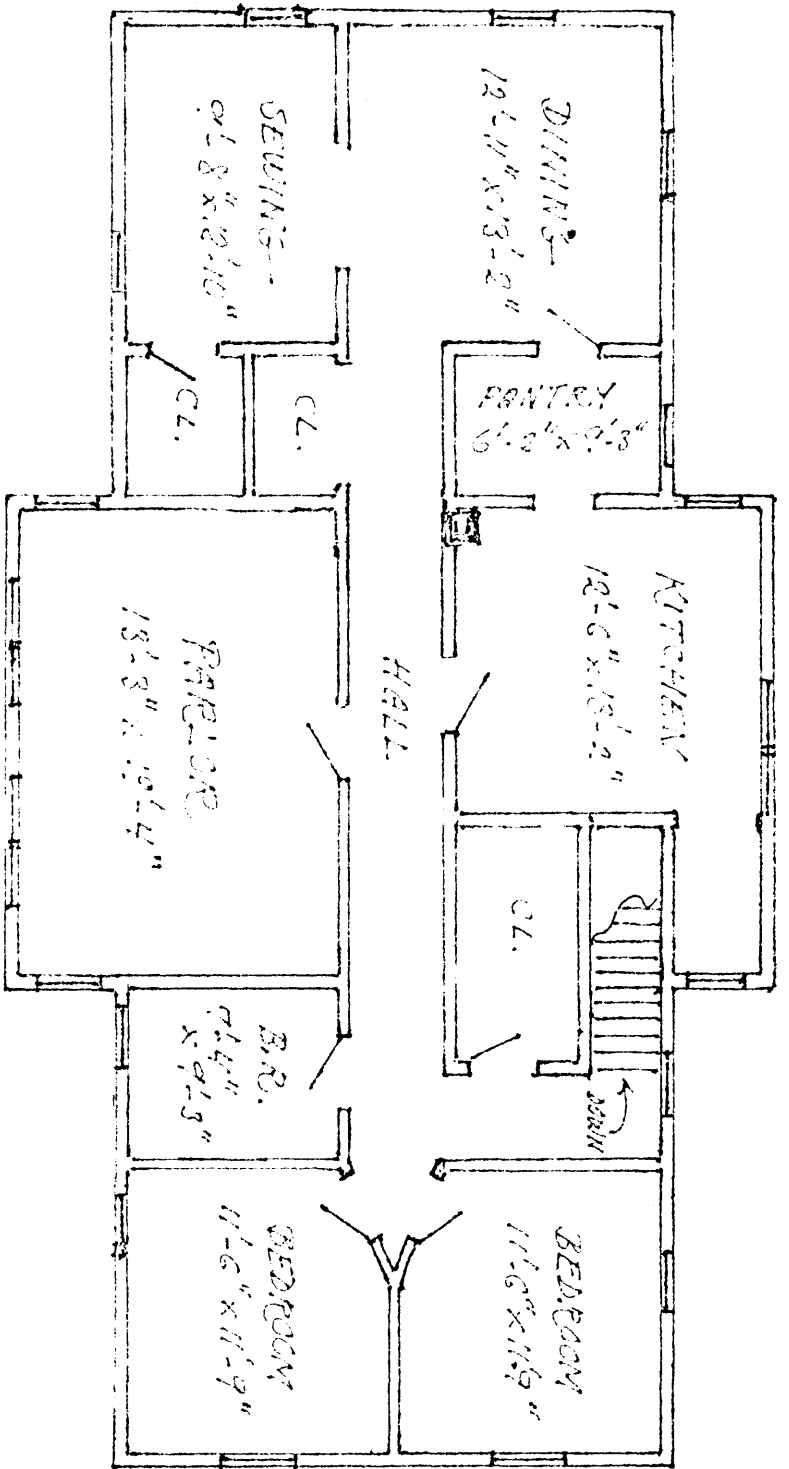 DINING
12'-11" X 13'-2"
SEWING
9'-8" X 12'-10"
PANTRY
6'-2" X 9'-3"
CL.
CL.
KITCHEN
12'-6" X 13'-2"
HALL
PARLOR
13'-3" X 19'-4"
CL.
DOWN
B.R.
7'-4"
X 9'-3"
BEDROOM
11'-6" X 11'-9"
BEDROOM
11'-6" X 11'-9"